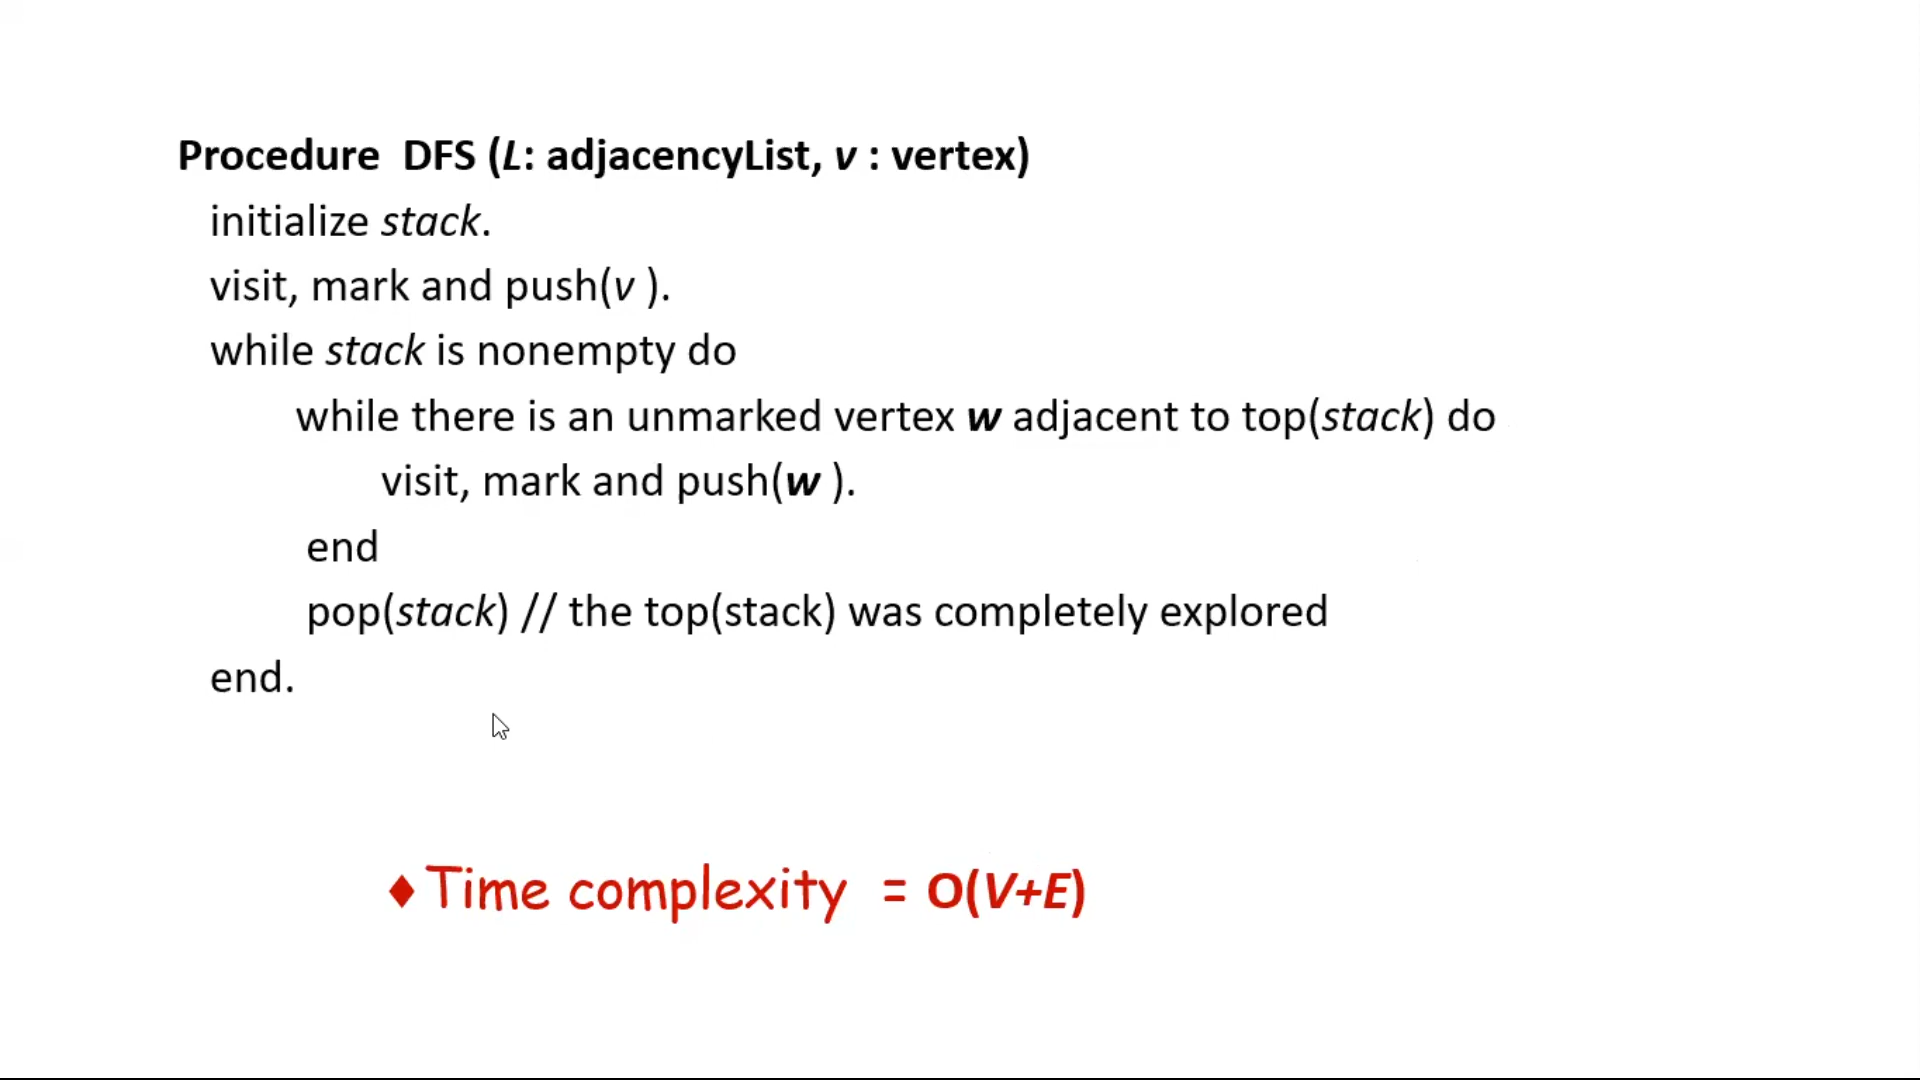 Procedure DFS (L: adjacencyList, v : vertex)
initialize stack.
visit, mark and push(v ).
while stack is nonempty do
while there is an unmarked vertex w adjacent to top(stack) do
visit, mark and push(w ).
end
pop(stack) // the top(stack) was completely explored
end.
♦Time complexity = O(V+E)